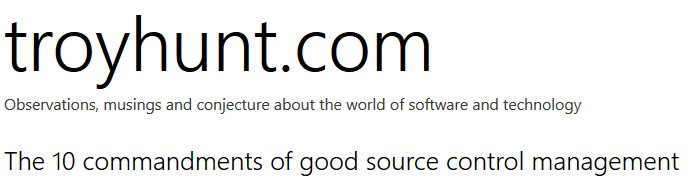 troyhunt.com
Observations, musings and conjecture about the world of software and technology
The 10 commandments of good source control management